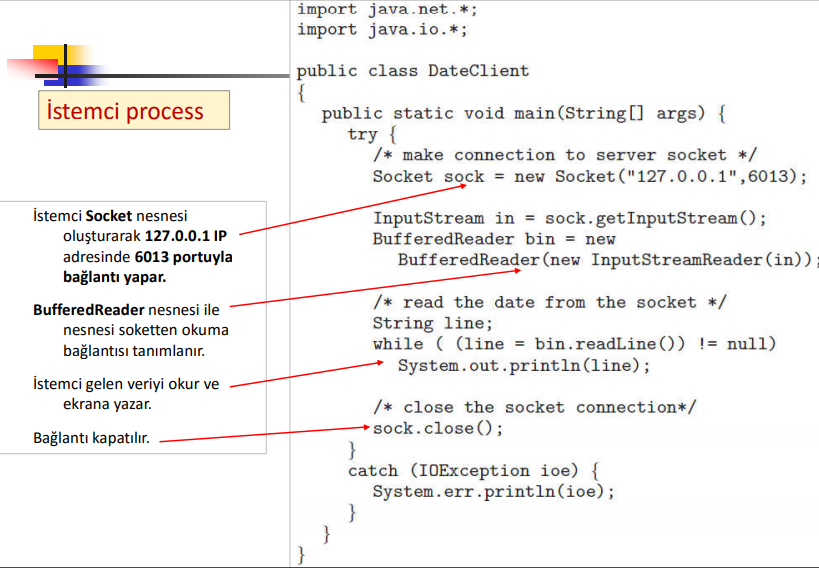 İstemci process
İstemci Socket nesnesi
oluşturarak 127.0.0.1 IP
adresinde 6013 portuyla
bağlantı yapar.
BufferedReader nesnesi ile
nesnesi soketten okuma
bağlantısı tanımlanır.
İstemci gelen veriyi okur ve
ekrana yazar.
Bağlantı kapatılır.
import java.net.*;
import java.io.*;
public class DateClient
{
public static void main(String[] args) {
try {
/* make connection to server socket */
Socket sock = new Socket("127.0.0.1",6013);
InputStream in = sock.getInputStream();
BufferedReader bin = new
BufferedReader(new InputStreamReader(in));
/* read the date from the socket */
String line;
while ( (line = bin.readLine()) != null)
System.out.println(line);
/* close the socket connection*/
sock.close();
}
catch (IOException ioe) {
System.err.println(ioe);
}
}
}